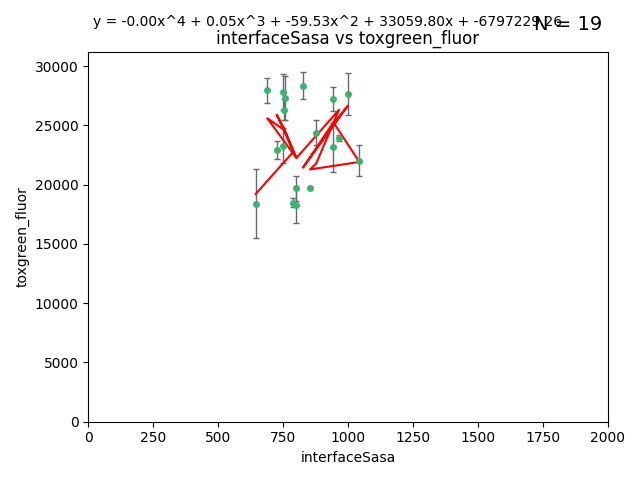 y = -0.00x^4 + 0.05x^3 + -59.53x^2 + 33059.80x + -6797229.26
N = 19
interfaceSasa vs toxgreen_fluor
30000
25000
20000
15000
10000
5000
0
toxgreen_fluor
0 250 500 750 1000 1250 1500 1750 2000
interfaceSasa